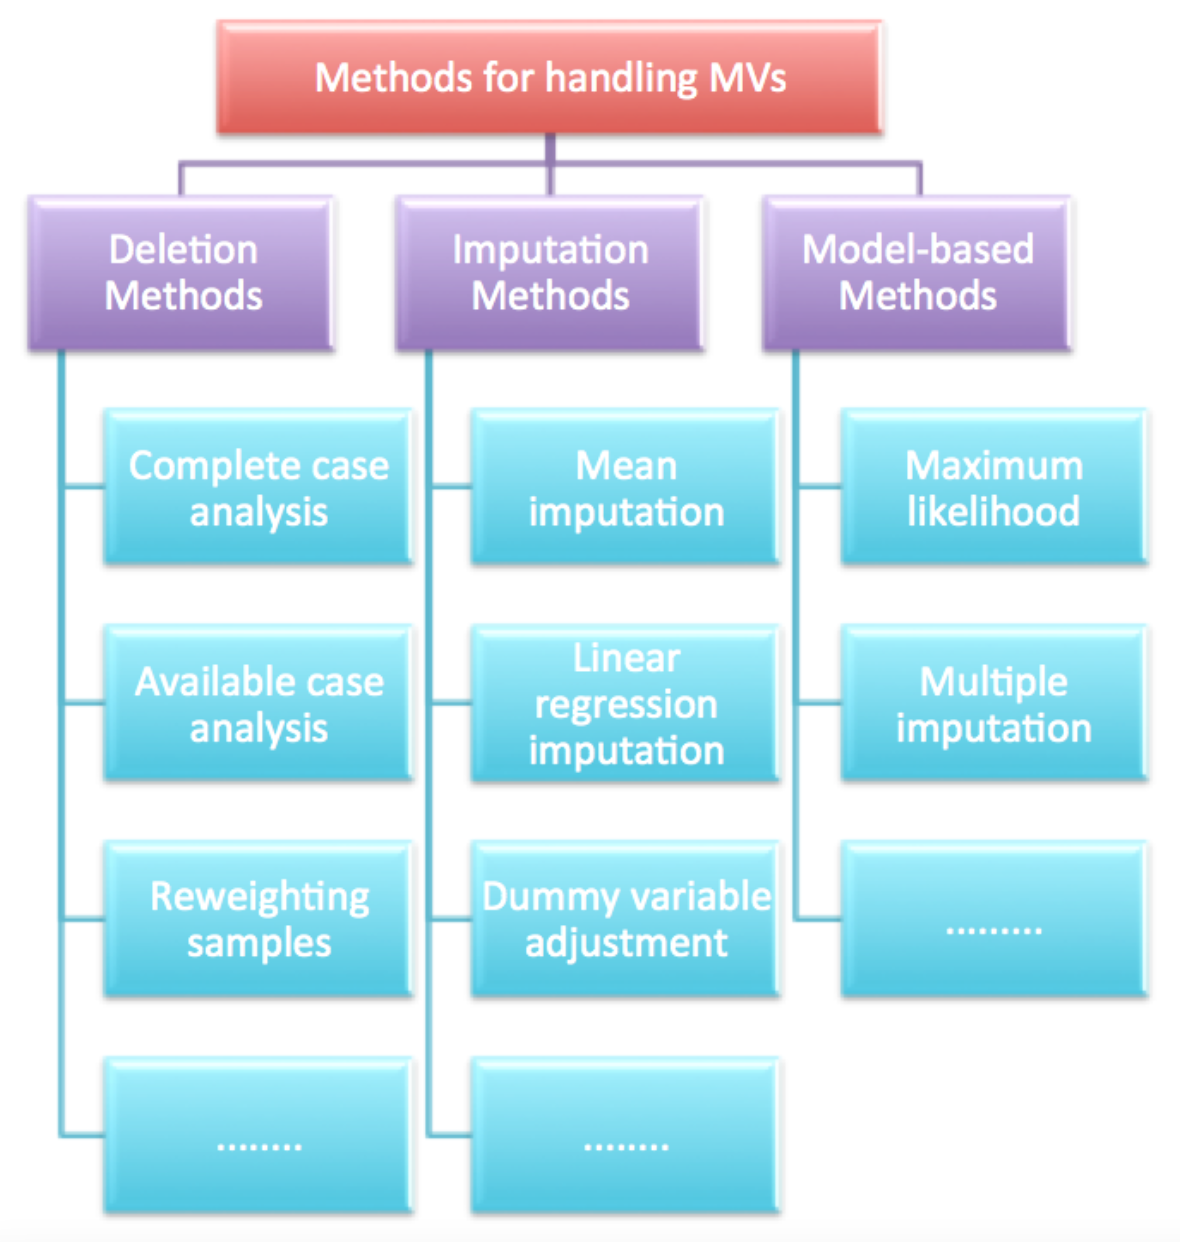 Methods for handling MVs
Deletion
Methods
Imputation
Methods
Model-based
Methods
Complete case
analysis
Available case
analysis
Reweighting
samples
........
Mean
imputation
Linear
regression
imputation
Dummy variable
adjustment
........
Maximum
likelihood
Multiple
imputation
.........